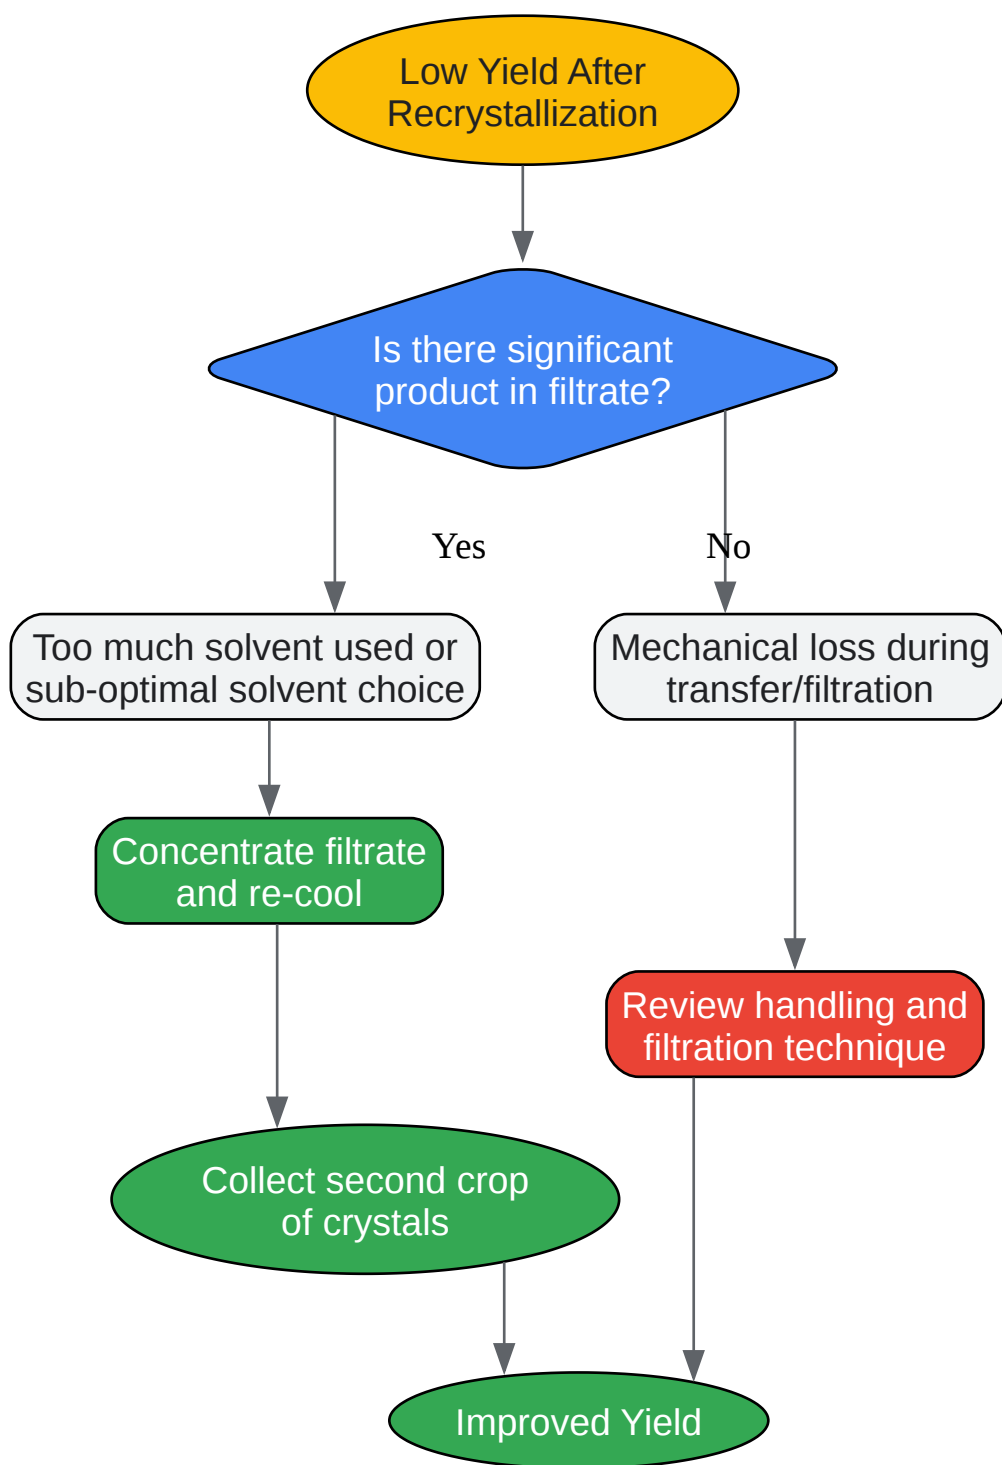 Low Yield After
Recrystallization
Is there significant
product in filtrate?
Yes
No
Too much solvent used or
sub-optimal solvent choice
Mechanical loss during
transfer/filtration
Concentrate filtrate
and re-cool
Review handling and
filtration technique
Collect second crop
of crystals
Improved Yield